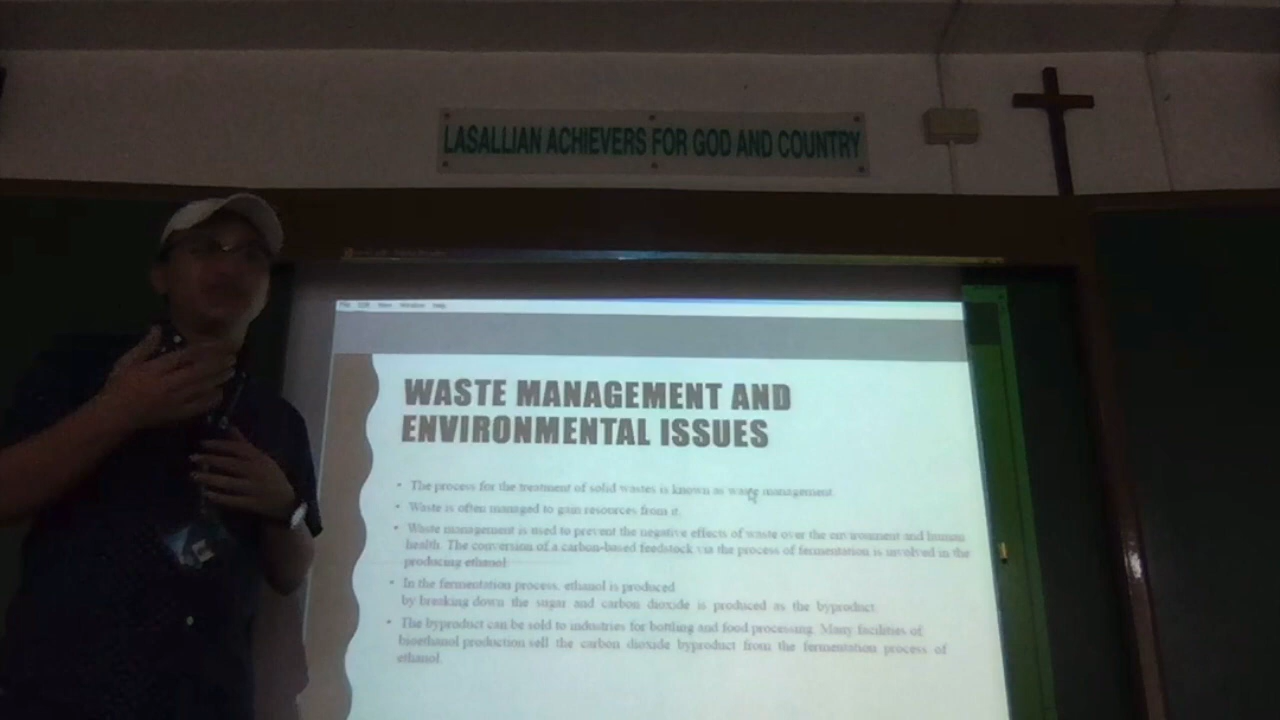 LASALLIAN ACHIEVERS FOR GOD AND COUNTRY
File Edit View Window Help
WASTE MANAGEMENT AND
ENVIRONMENTAL ISSUES
• The process for the treatment of solid wastes is known as waste management.
• Waste is often managed to gain resources from it.
• Waste management is used to prevent the negative effects of waste over the environment and human
health. The conversion of a carbon-based feedstock via the process of fermentation is involved in the
producing ethanol
• In the fermentation process, ethanol is produced
by breaking down the sugar and carbon dioxide is produced as the byproduct.
• The byproduct can be sold to industries for bottling and food processing. Many facilities of
bioethanol production sell the carbon dioxide byproduct from the fermentation process of
ethanol.